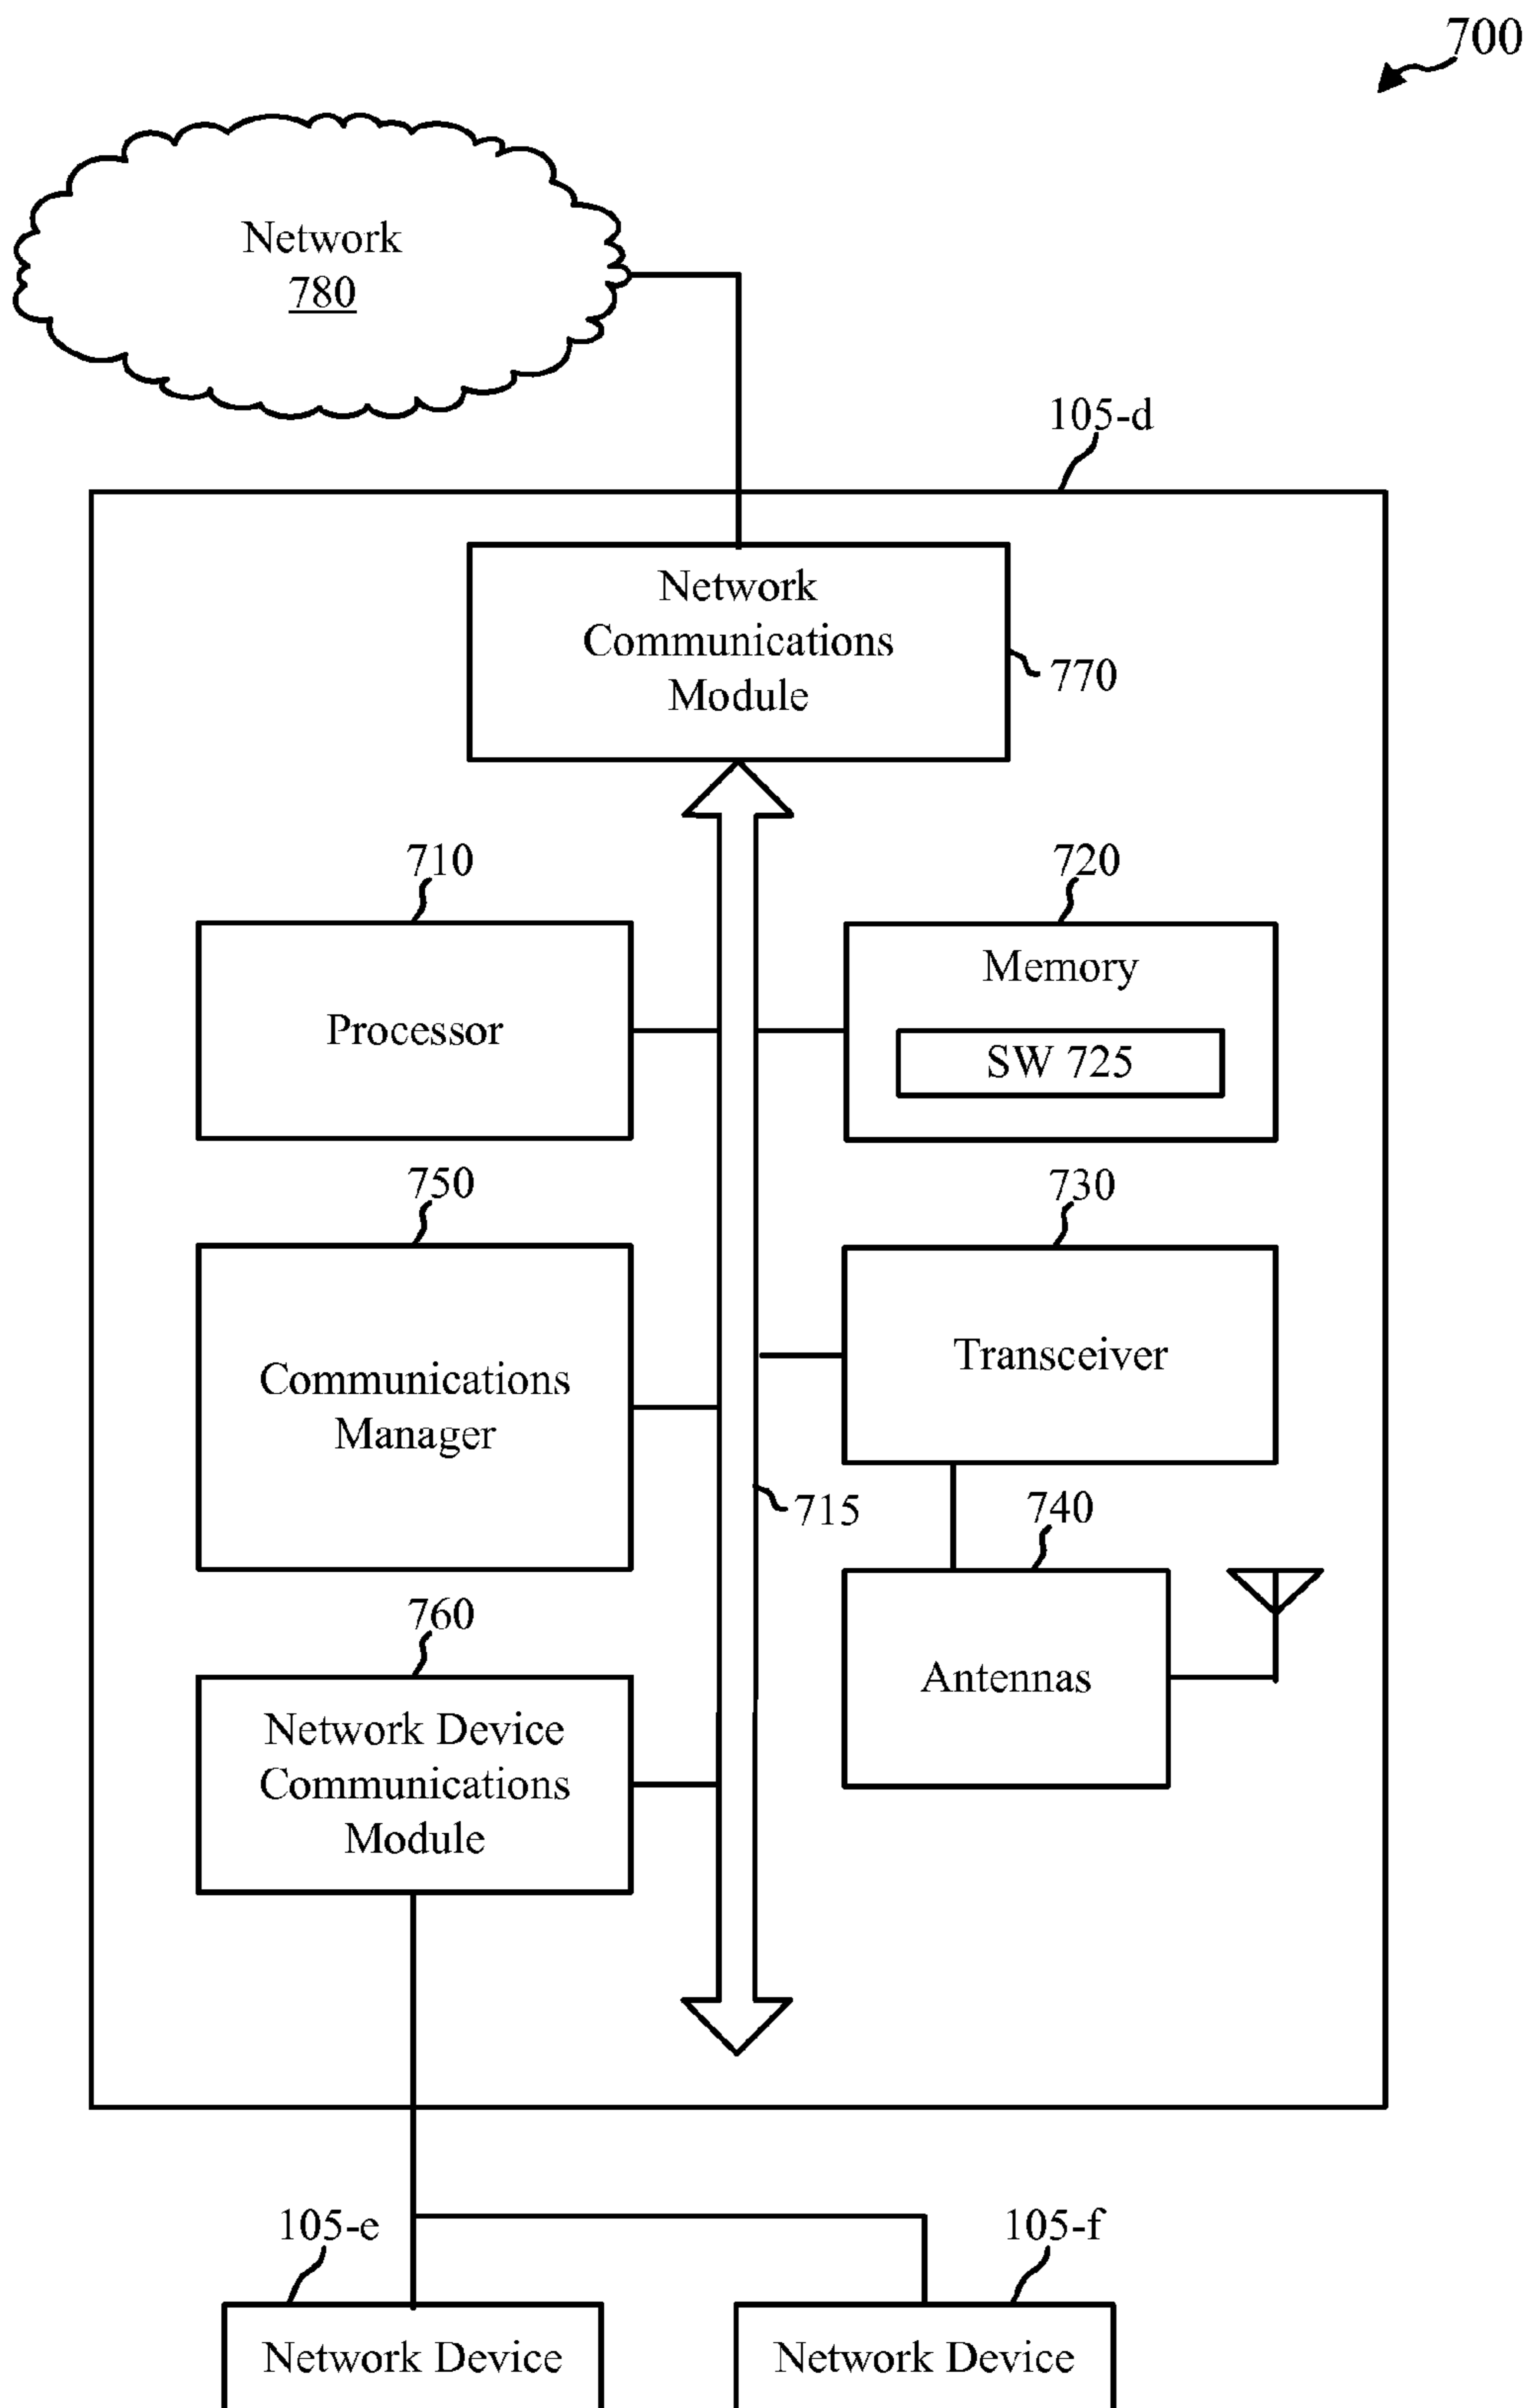 700
Network
780
105-d
Network
Communications
Module
770
710
720
Processor
Memory
SW 725
750
730
Communications
Manager
Transceiver
715
740
760
Antennas
Network Device
Communications
Module
105-e
105-f
Network Device
Network Device